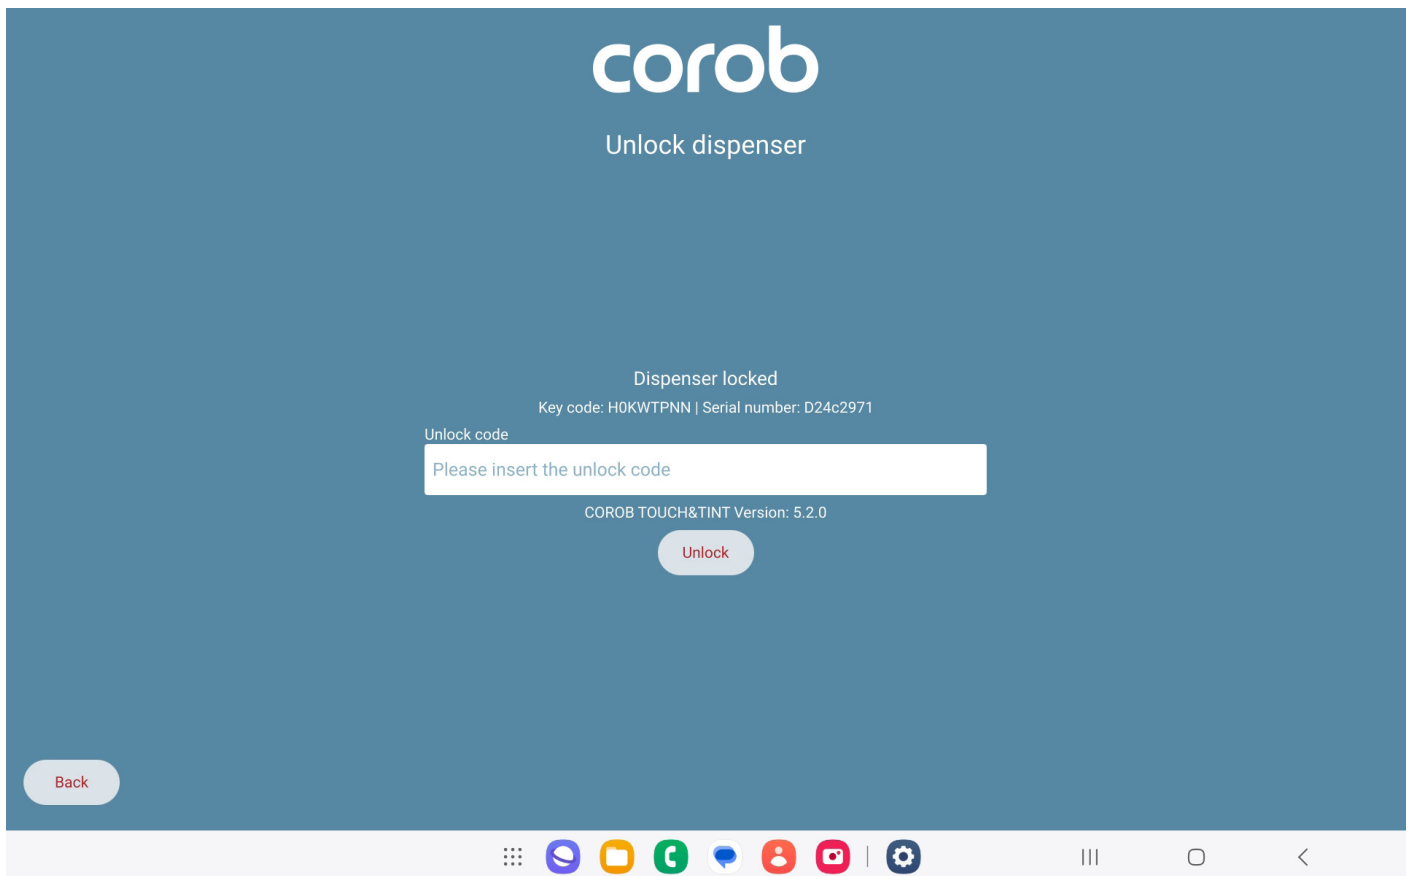 corob
Unlock dispenser
Dispenser locked
Key code: H0KWTPNN | Serial number: D24c2971
Unlock code
Please insert the unlock code
COROB TOUCH&TINT Version: 5.2.0
Unlock
Back